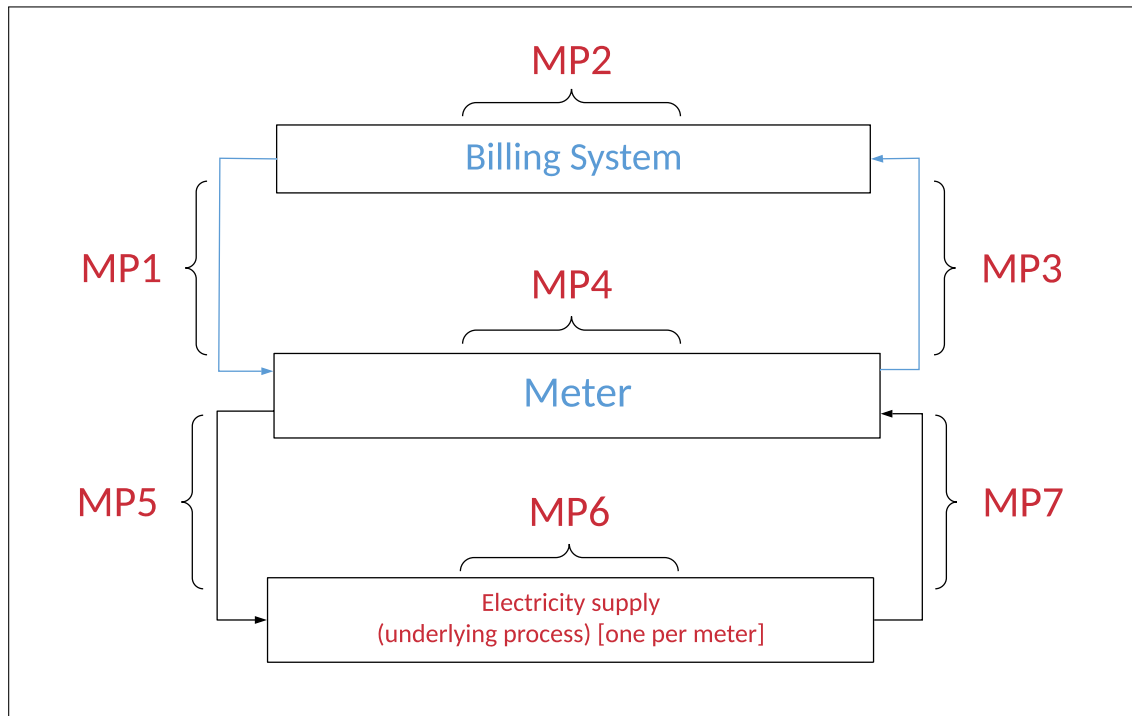 MP2
Billing System
MP1
MP3
MP4
Meter
MP5
MP7
MP6
Electricity supply
(underlying process) [one per meter]